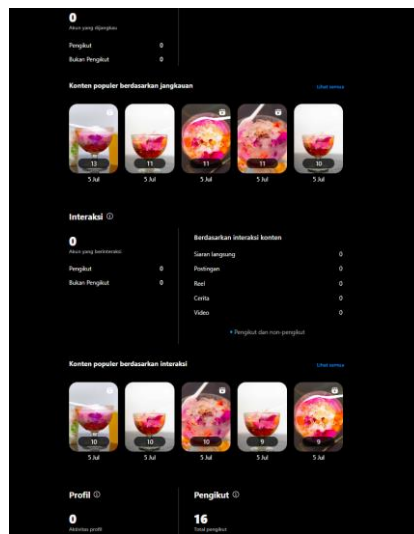 0
Akun yang dijangkau
Pengikut 0
Bukan Pengikut 0
Konten populer berdasarkan jangkauan Lihat semua
13 11 11 11 10
5 Jul 5 Jul 5 Jul 5 Jul 5 Jul
Interaksi
0
Akun yang berinteraksi
Pengikut 0
Bukan Pengikut 0
Berdasarkan interaksi konten
Siaran langsung 0
Postingan 0
Reel 0
Cerita 0
Video 0
Pengikut dan non-pengikut
Konten populer berdasarkan interaksi Lihat semua
10 10 10 9 9
5 Jul 5 Jul 5 Jul 5 Jul 5 Jul
Profil
0
Aktivitas profil
Pengikut
16
Total pengikut